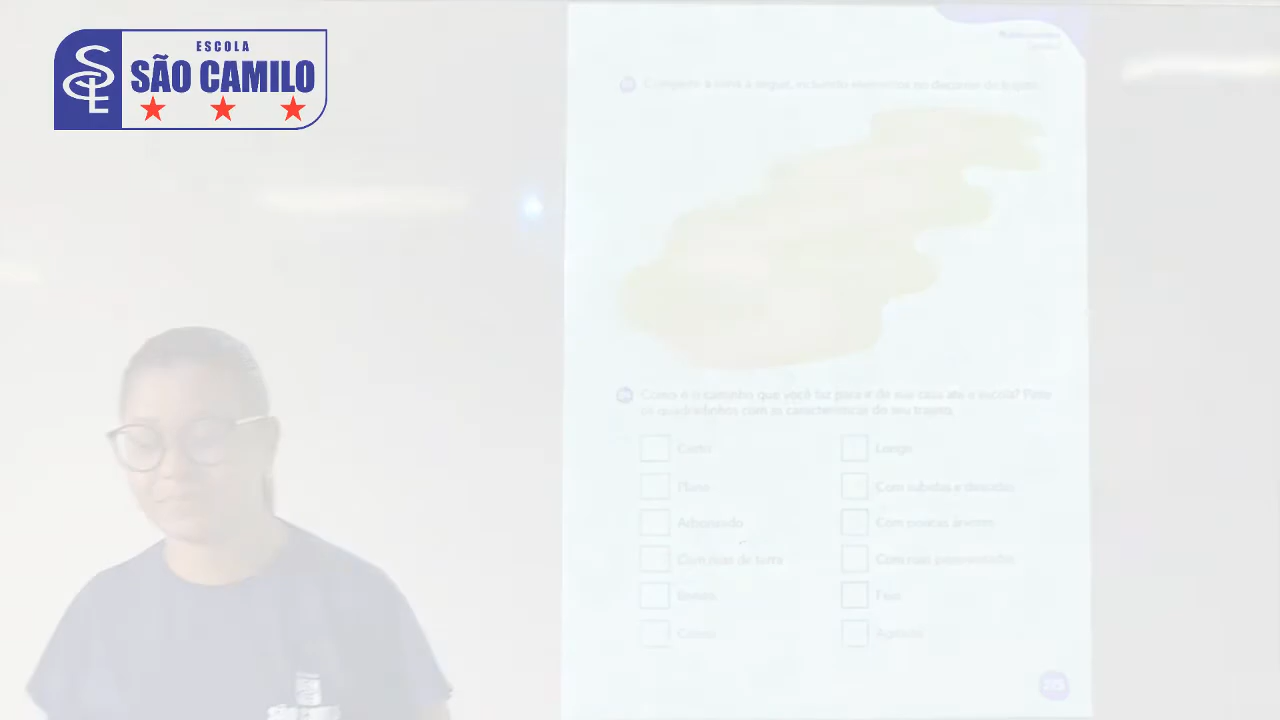 ESCOLA
SÃO CAMILO
Complete a cena a seguir, incluindo elementos no decorrer do trajeto.
Como é o caminho que você faz para ir de sua casa até a escola? Pinte
os quadradinhos com as características do seu trajeto.
Curto
Longo
Plano
Com subidas e descidas
Arborizado
Com poucas árvores
Com ruas de terra
Com ruas pavimentadas
Bonito
Feio
Calmo
Agitado
275